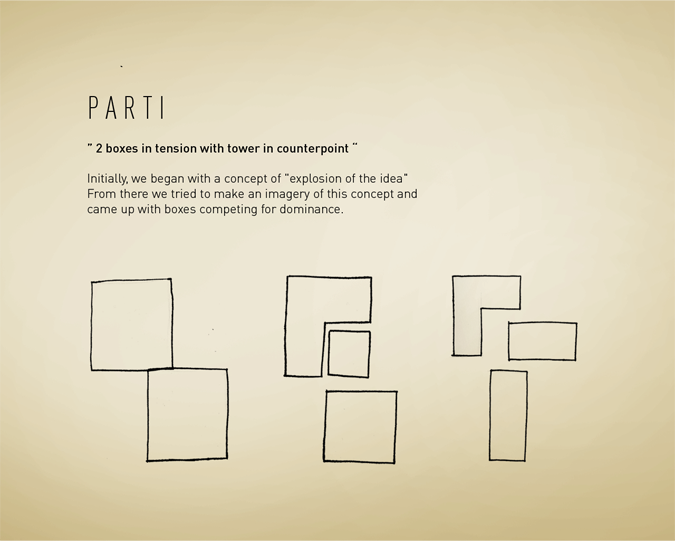 PARTI
" 2 boxes in tension with tower in counterpoint "
Initially, we began with a concept of "explosion of the idea"
From there we tried to make an imagery of this concept and
came up with boxes competing for dominance.